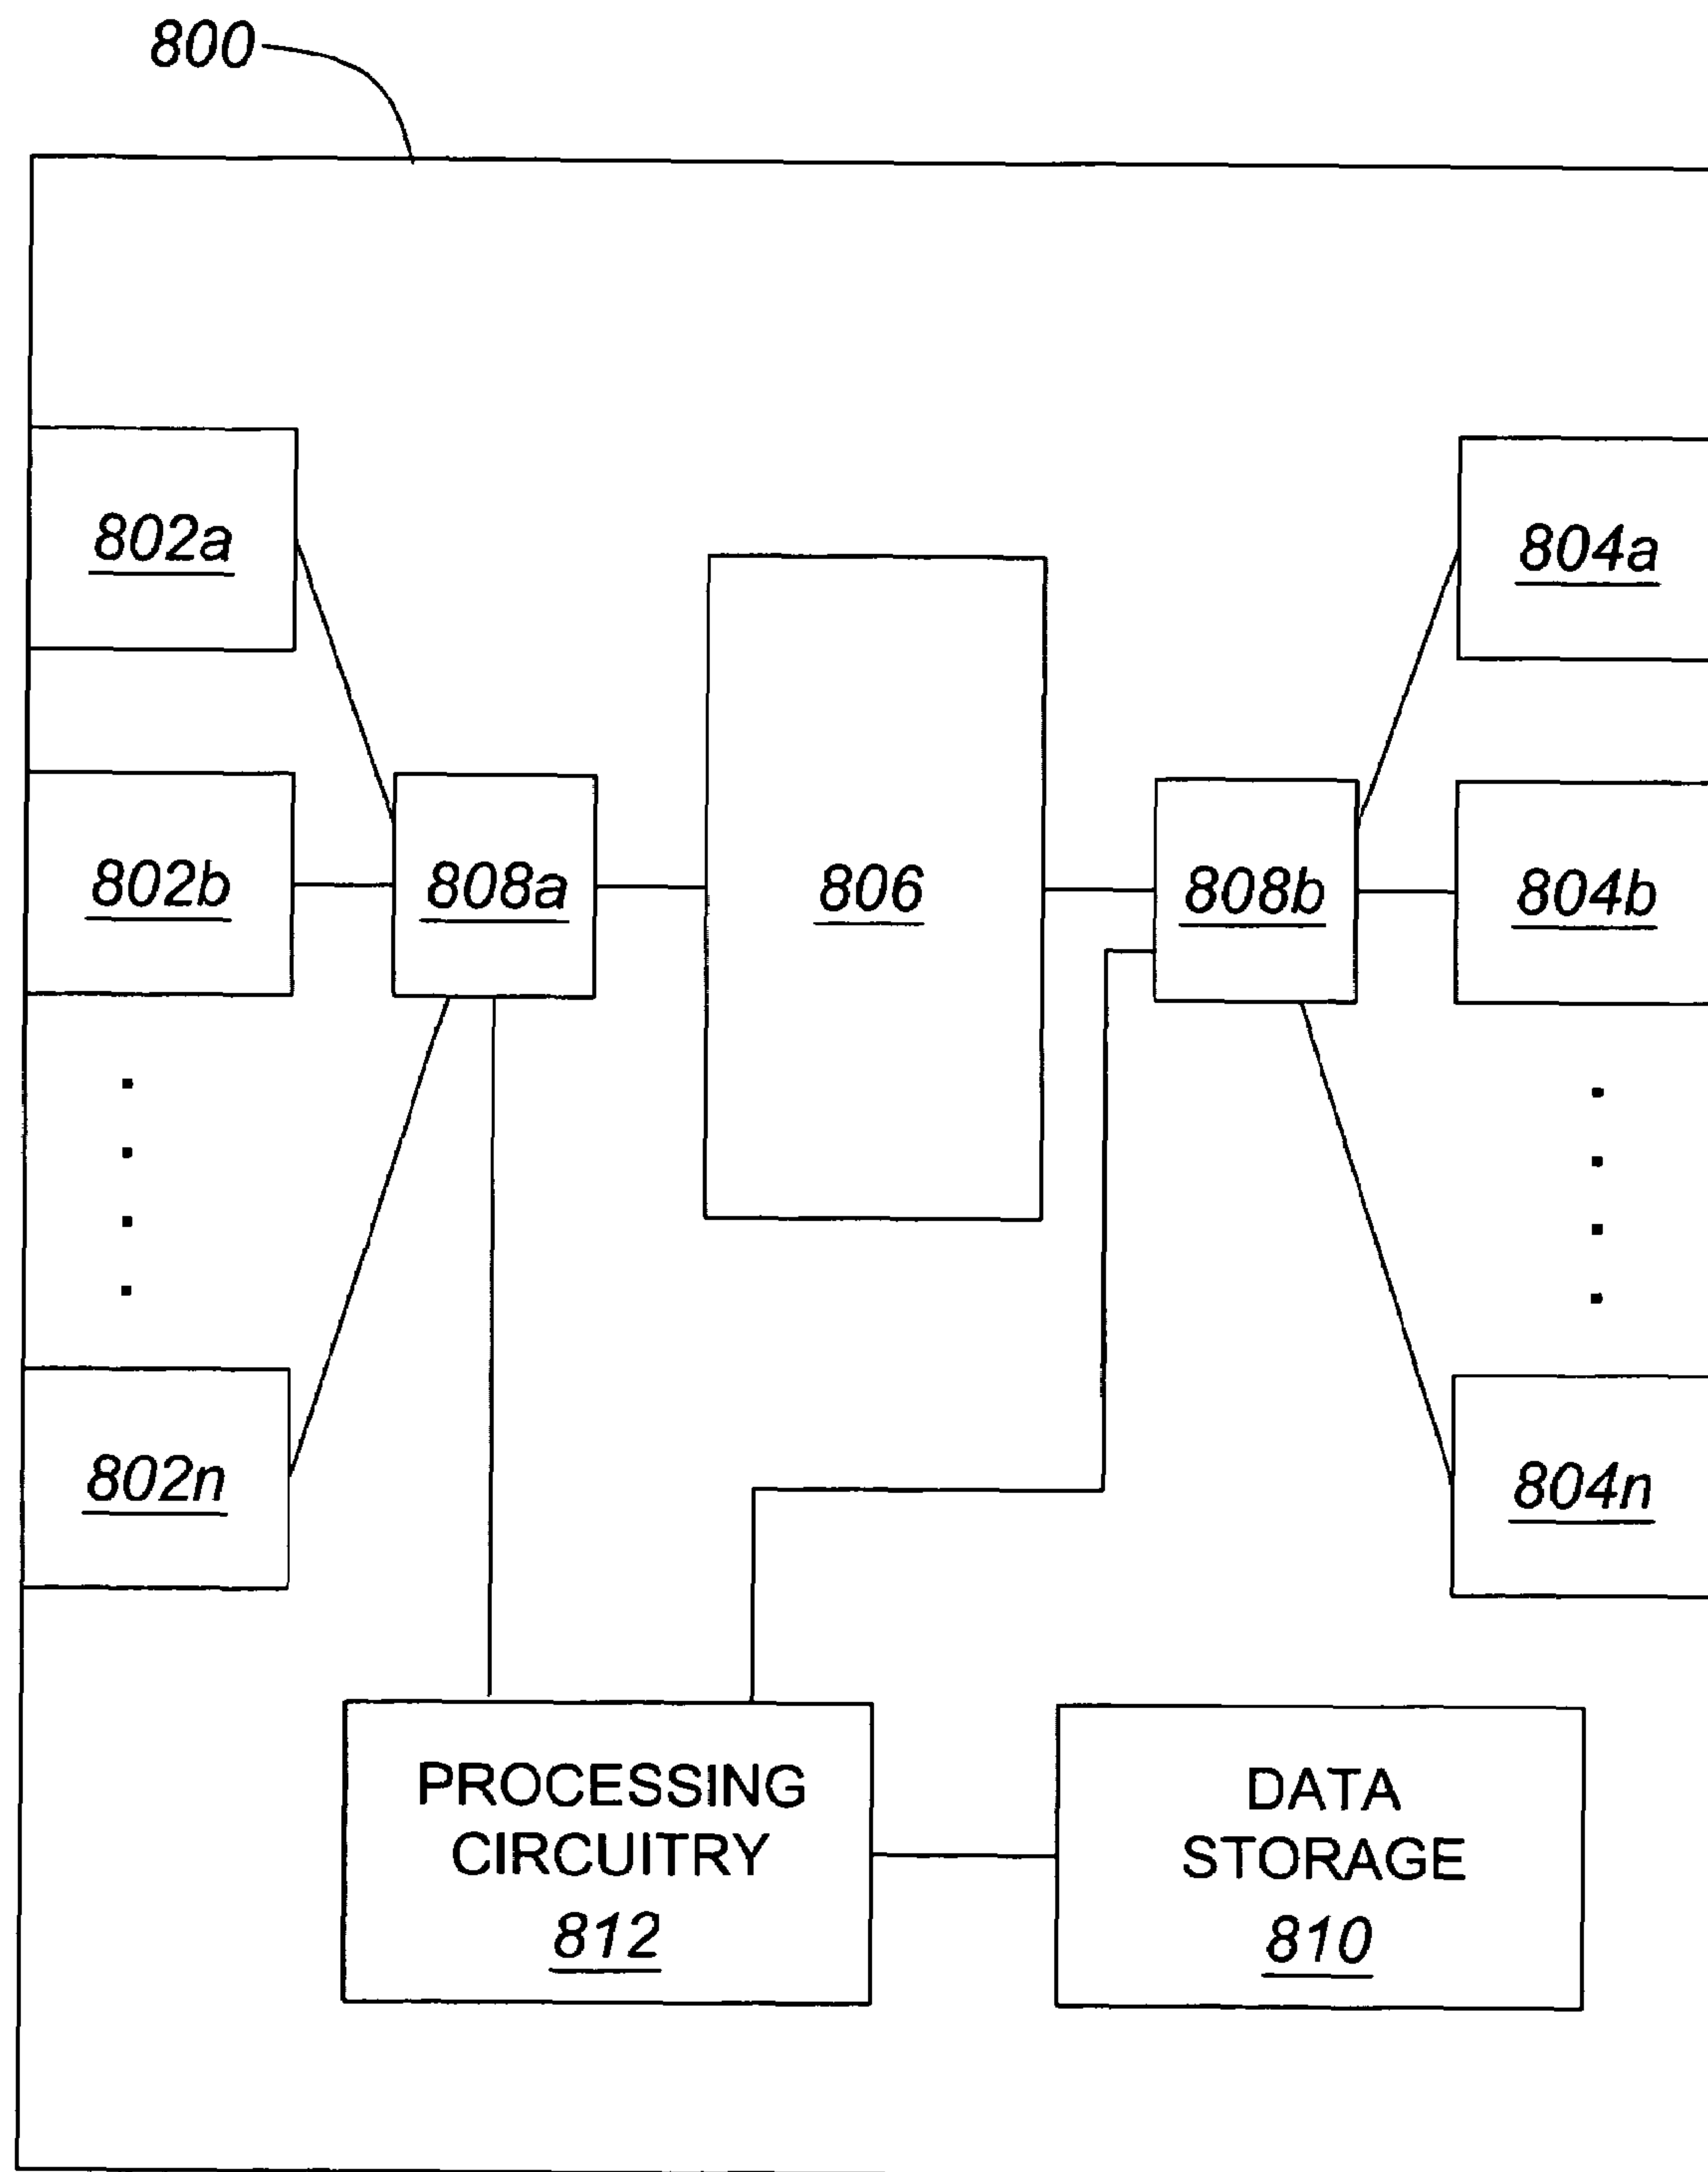 800
802a
804a
802b
808a
806
808b
804b
802n
804n
PROCESSING
CIRCUITRY
812
DATA
STORAGE
810